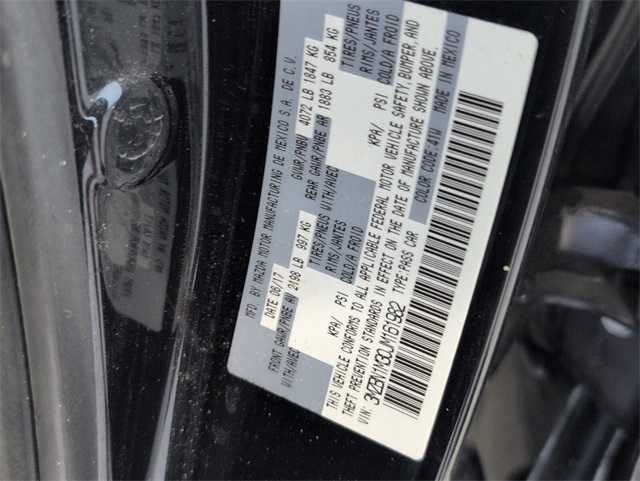 MFD. BY MAZDA MOTOR MANUFACTURING DE MEXICO S.A. DE C.V.
DATE 06/17 GVWR/PNBV 4072 LB 1847 KG
FRONT GAWR/PNBE AV 2198 LB 997 KG REAR GAWR/PNBE AR 1883 LB 854 KG
WITH/AVEC TIRES/PNEUS WITH/AVEC TIRES/PNEUS
RIMS/JANTES RIMS/JANTES
KPA/ PSI COLD/A FROID KPA/ PSI COLD/A FROID
THIS VEHICLE CONFORMS TO ALL APPLICABLE FEDERAL MOTOR VEHICLE SAFETY, BUMPER, AND
THEFT PREVENTION STANDARDS IN EFFECT ON THE DATE OF MANUFACTURE SHOWN ABOVE.
VIN: 3MZBN1M39JM161982 TYPE:PASS CAR COLOR CODE:41W MADE IN MEXICO